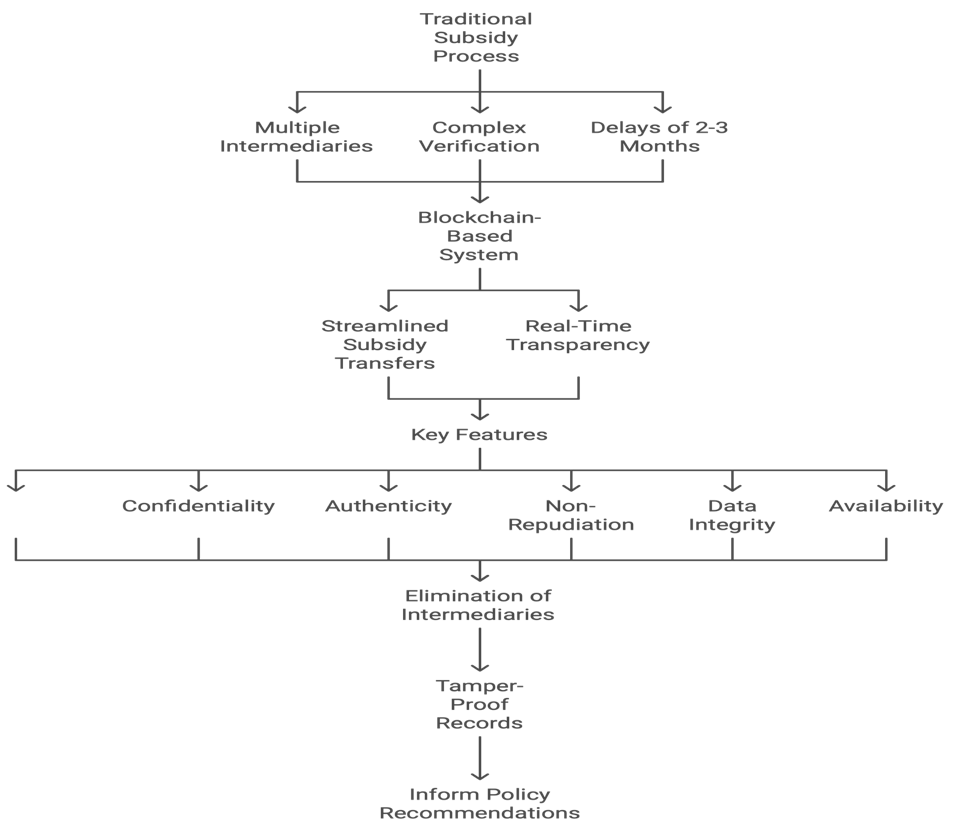 Traditional
Subsidy
Process
Multiple
Intermediaries
Complex
Verification
Delays of 2-3
Months
Blockchain-
Based
System
Streamlined
Subsidy
Transfers
Real-Time
Transparency
Key Features
Confidentiality
Authenticity
Non-
Repudiation
Data
Integrity
Availability
Elimination of
Intermediaries
Tamper-
Proof
Records
Inform Policy
Recommendations